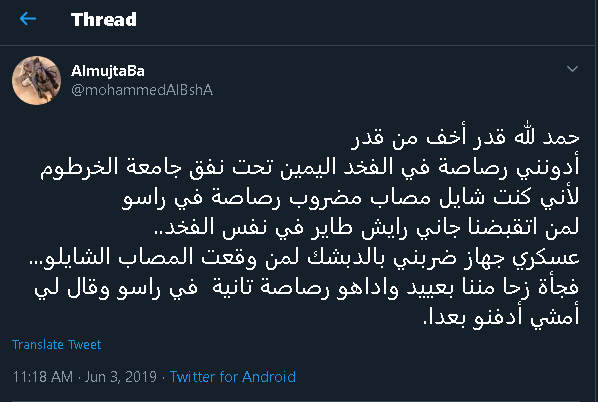 Thread
AlmujtaBa
@mohammedAlBshA
حمد لله قدر أخف من قدر
أدونني رصاصة في الفخد اليمين تحت نفق جامعة الخرطوم
لأني كنت شايل مصاب مضروب رصاصة في راسو
لمن اتقبضنا جاني رايش طاير في نفس الفخد..
عسكري جهاز ضربني بالدبشك لمن وقعت المصاب الشايلو...
فجأة زحا مننا بعييد واداهو رصاصة تانية في راسو وقال لي
أمشي أدفنو بعدا.
Translate Tweet
11:18 AM · Jun 3, 2019 · Twitter for Android